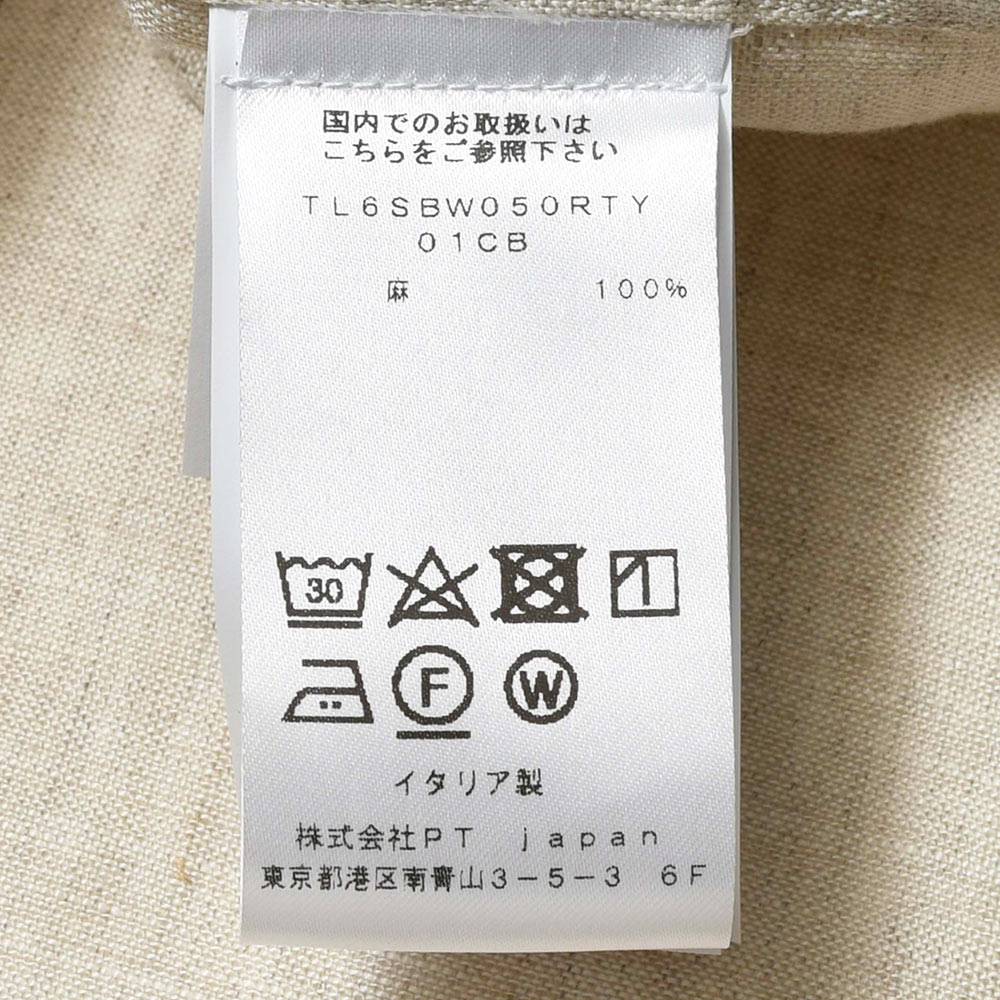 国内でのお取扱いは
こちらをご参照下さい
TL6SBW050RTY
01CB
麻 100%
30
F W
イタリア製
株式会社PT japan
東京都港区南青山3-5-3 6F